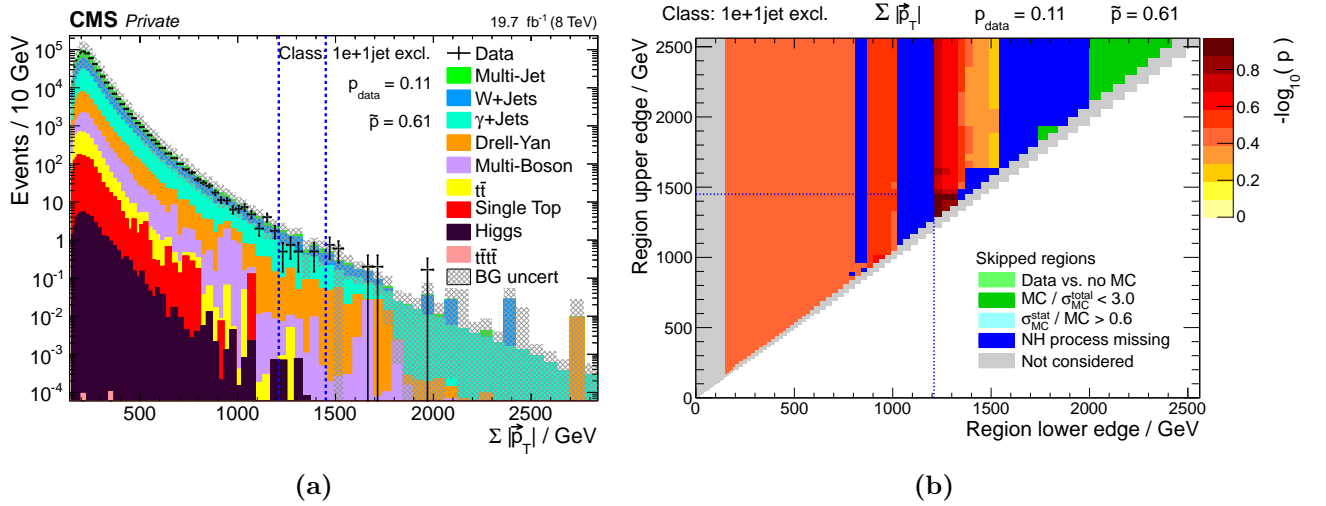 CMS Private
19.7 fb⁻¹ (8 TeV)
Events / 10 GeV
10⁵
10⁴
10³
10²
10
1
10⁻¹
10⁻²
10⁻³
10⁻⁴
Class: 1e+1jet excl.
p_data = 0.11
p̃ = 0.61
Data
Multi-Jet
W+Jets
γ+Jets
Drell-Yan
Multi-Boson
tt̄
Single Top
Higgs
tt̄tt̄
BG uncert
500 1000 1500 2000 2500
Σ |p⃗_T| / GeV
(a)
Class: 1e+1jet excl. Σ |p⃗_T| p_data = 0.11 p̃ = 0.61
Region upper edge / GeV
2500
2000
1500
1000
500
0
Skipped regions
Data vs. no MC
MC / σ_MC^total < 3.0
σ_MC^stat / MC > 0.6
NH process missing
Not considered
0 500 1000 1500 2000 2500
Region lower edge / GeV
0.8
0.6
0.4
0.2
0
-log₁₀( p )
(b)